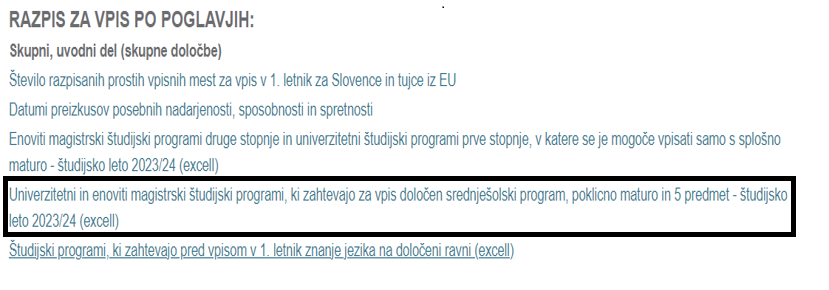 RAZPIS ZA VPIS PO POGLAVJIH:
Skupni, uvodni del (skupne določbe)
Število razpisanih prostih vpisnih mest za vpis v 1. letnik za Slovence in tujce iz EU
Datumi preizkusov posebnih nadarjenosti, sposobnosti in spretnosti
Enoviti magistrski študijski programi druge stopnje in univerzitetni študijski programi prve stopnje, v katere se je mogoče vpisati samo s splošno
maturo - študijsko leto 2023/24 (excell)
Univerzitetni in enoviti magistrski študijski programi, ki zahtevajo za vpis določen srednješolski program, poklicno maturo in 5 predmet - študijsko
leto 2023/24 (excell)
Študijski programi, ki zahtevajo pred vpisom v 1. letnik znanje jezika na določeni ravni (excell)